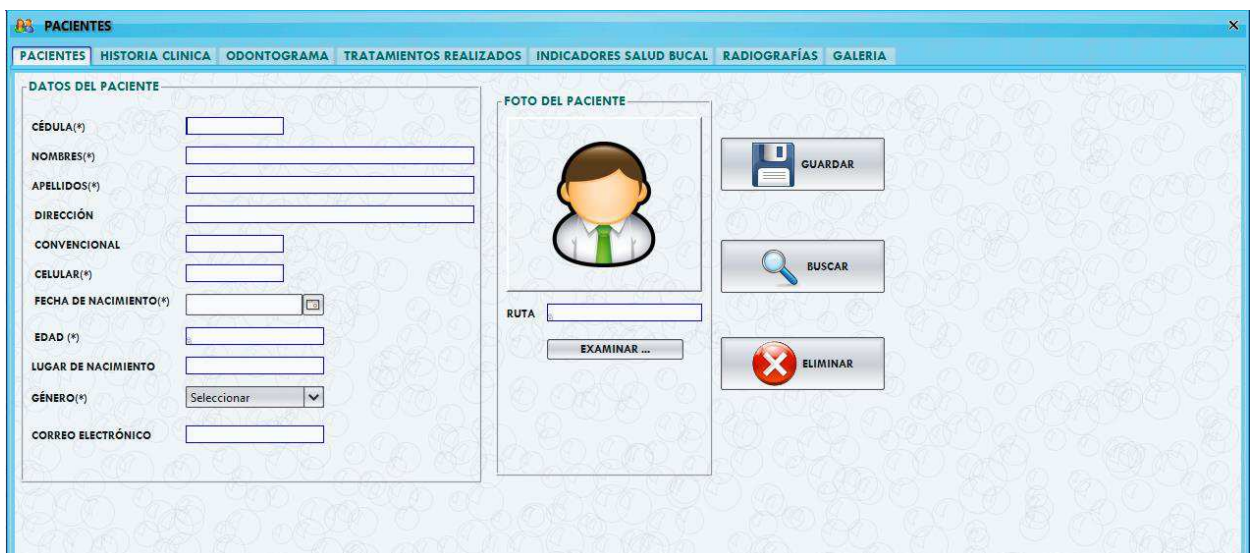 PACIENTES
PACIENTES HISTORIA CLINICA ODONTOGRAMA TRATAMIENTOS REALIZADOS INDICADORES SALUD BUCAL RADIOGRAFÍAS GALERIA
DATOS DEL PACIENTE
CÉDULA(*)
NOMBRES(*)
APELLIDOS(*)
DIRECCIÓN
CONVENCIONAL
CELULAR(*)
FECHA DE NACIMIENTO(*)
EDAD (*)
LUGAR DE NACIMIENTO
GÉNERO(*) Seleccionar
CORREO ELECTRÓNICO
FOTO DEL PACIENTE
RUTA
EXAMINAR ...
GUARDAR
BUSCAR
ELIMINAR